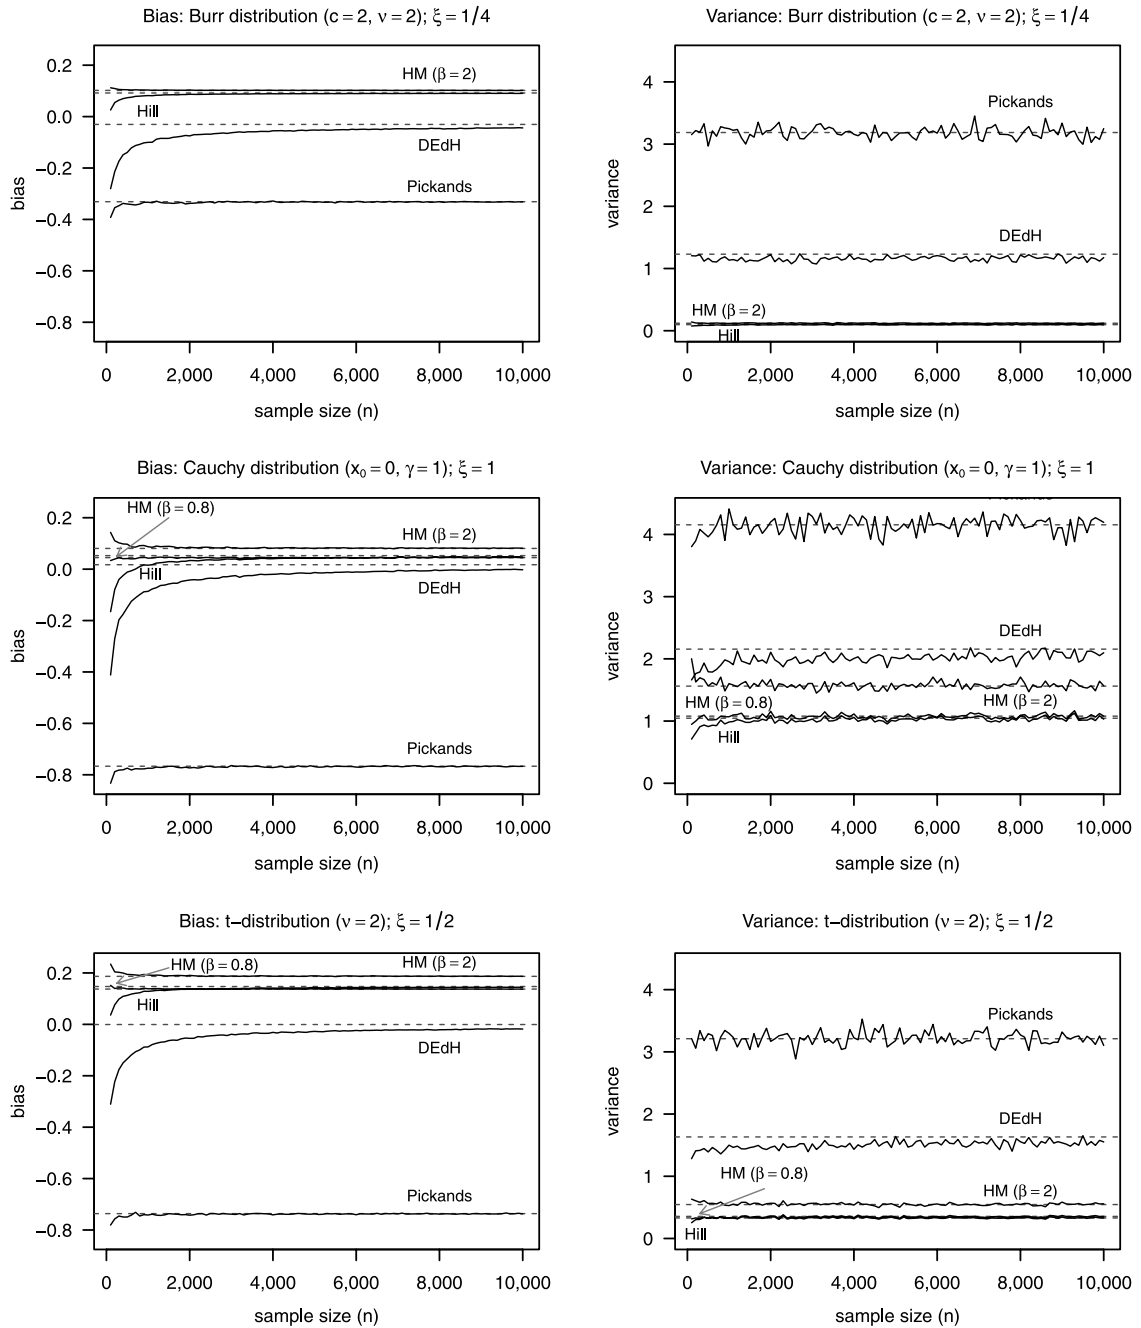 Bias: Burr distribution (c = 2, ν = 2); ξ = 1/4
0.2
0.0
−0.2
−0.4
−0.6
−0.8
bias
HM (β = 2)
Hill
DEdH
Pickands
0
2,000
4,000
6,000
8,000
10,000
sample size (n)
Variance: Burr distribution (c = 2, ν = 2); ξ = 1/4
4
3
2
1
0
variance
Pickands
DEdH
HM (β = 2)
Hill
0
2,000
4,000
6,000
8,000
10,000
sample size (n)
Bias: Cauchy distribution (x₀ = 0, γ = 1); ξ = 1
0.2
0.0
−0.2
−0.4
−0.6
−0.8
bias
HM (β = 0.8)
HM (β = 2)
Hill
DEdH
Pickands
0
2,000
4,000
6,000
8,000
10,000
sample size (n)
Variance: Cauchy distribution (x₀ = 0, γ = 1); ξ = 1
4
3
2
1
0
variance
Pickands
DEdH
HM (β = 0.8)
HM (β = 2)
Hill
0
2,000
4,000
6,000
8,000
10,000
sample size (n)
Bias: t−distribution (ν = 2); ξ = 1/2
0.2
0.0
−0.2
−0.4
−0.6
−0.8
bias
HM (β = 0.8)
HM (β = 2)
Hill
DEdH
Pickands
0
2,000
4,000
6,000
8,000
10,000
sample size (n)
Variance: t−distribution (ν = 2); ξ = 1/2
4
3
2
1
0
variance
Pickands
DEdH
HM (β = 0.8)
HM (β = 2)
Hill
0
2,000
4,000
6,000
8,000
10,000
sample size (n)